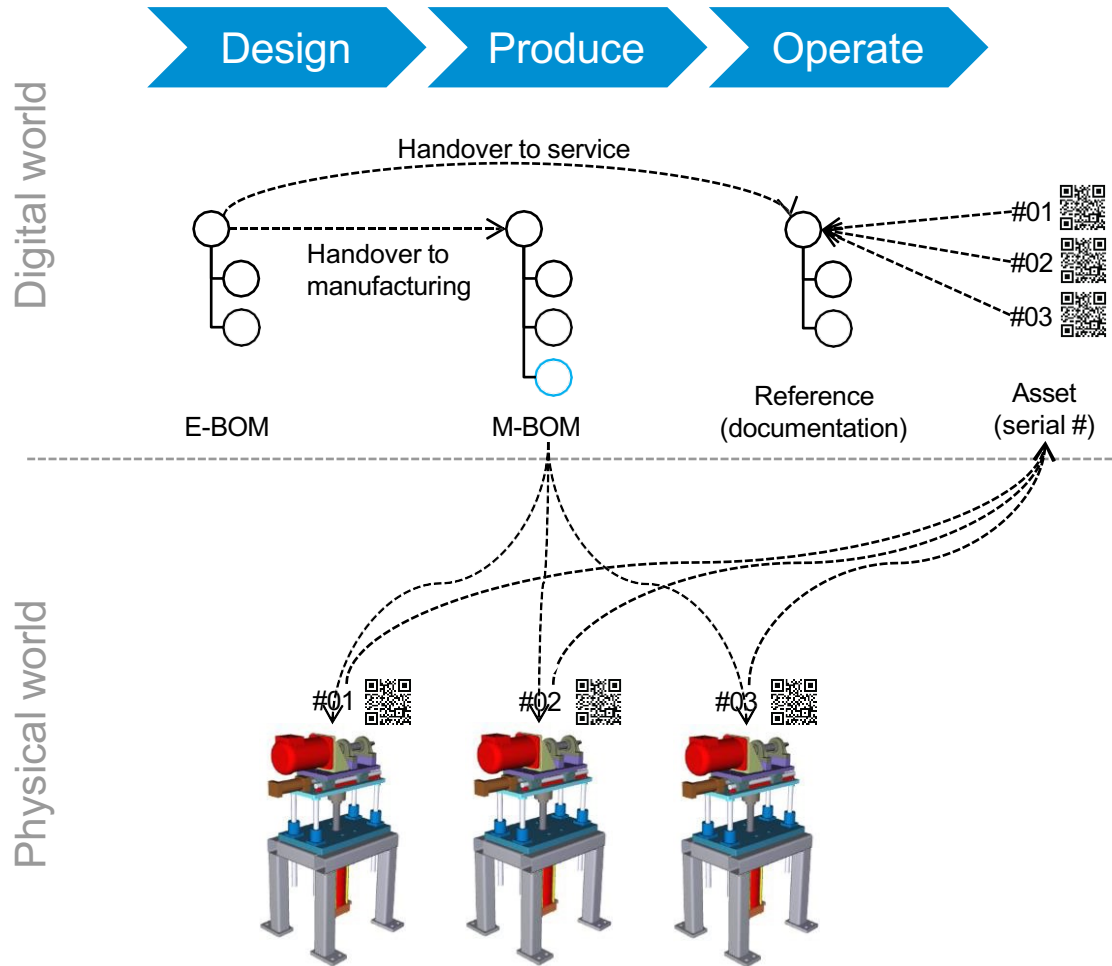 Design
Produce
Operate
Digital world
Handover to service
#01
#02
#03
Handover to
manufacturing
E-BOM
M-BOM
Reference
(documentation)
Asset
(serial #)
Physical world
#01
#02
#03